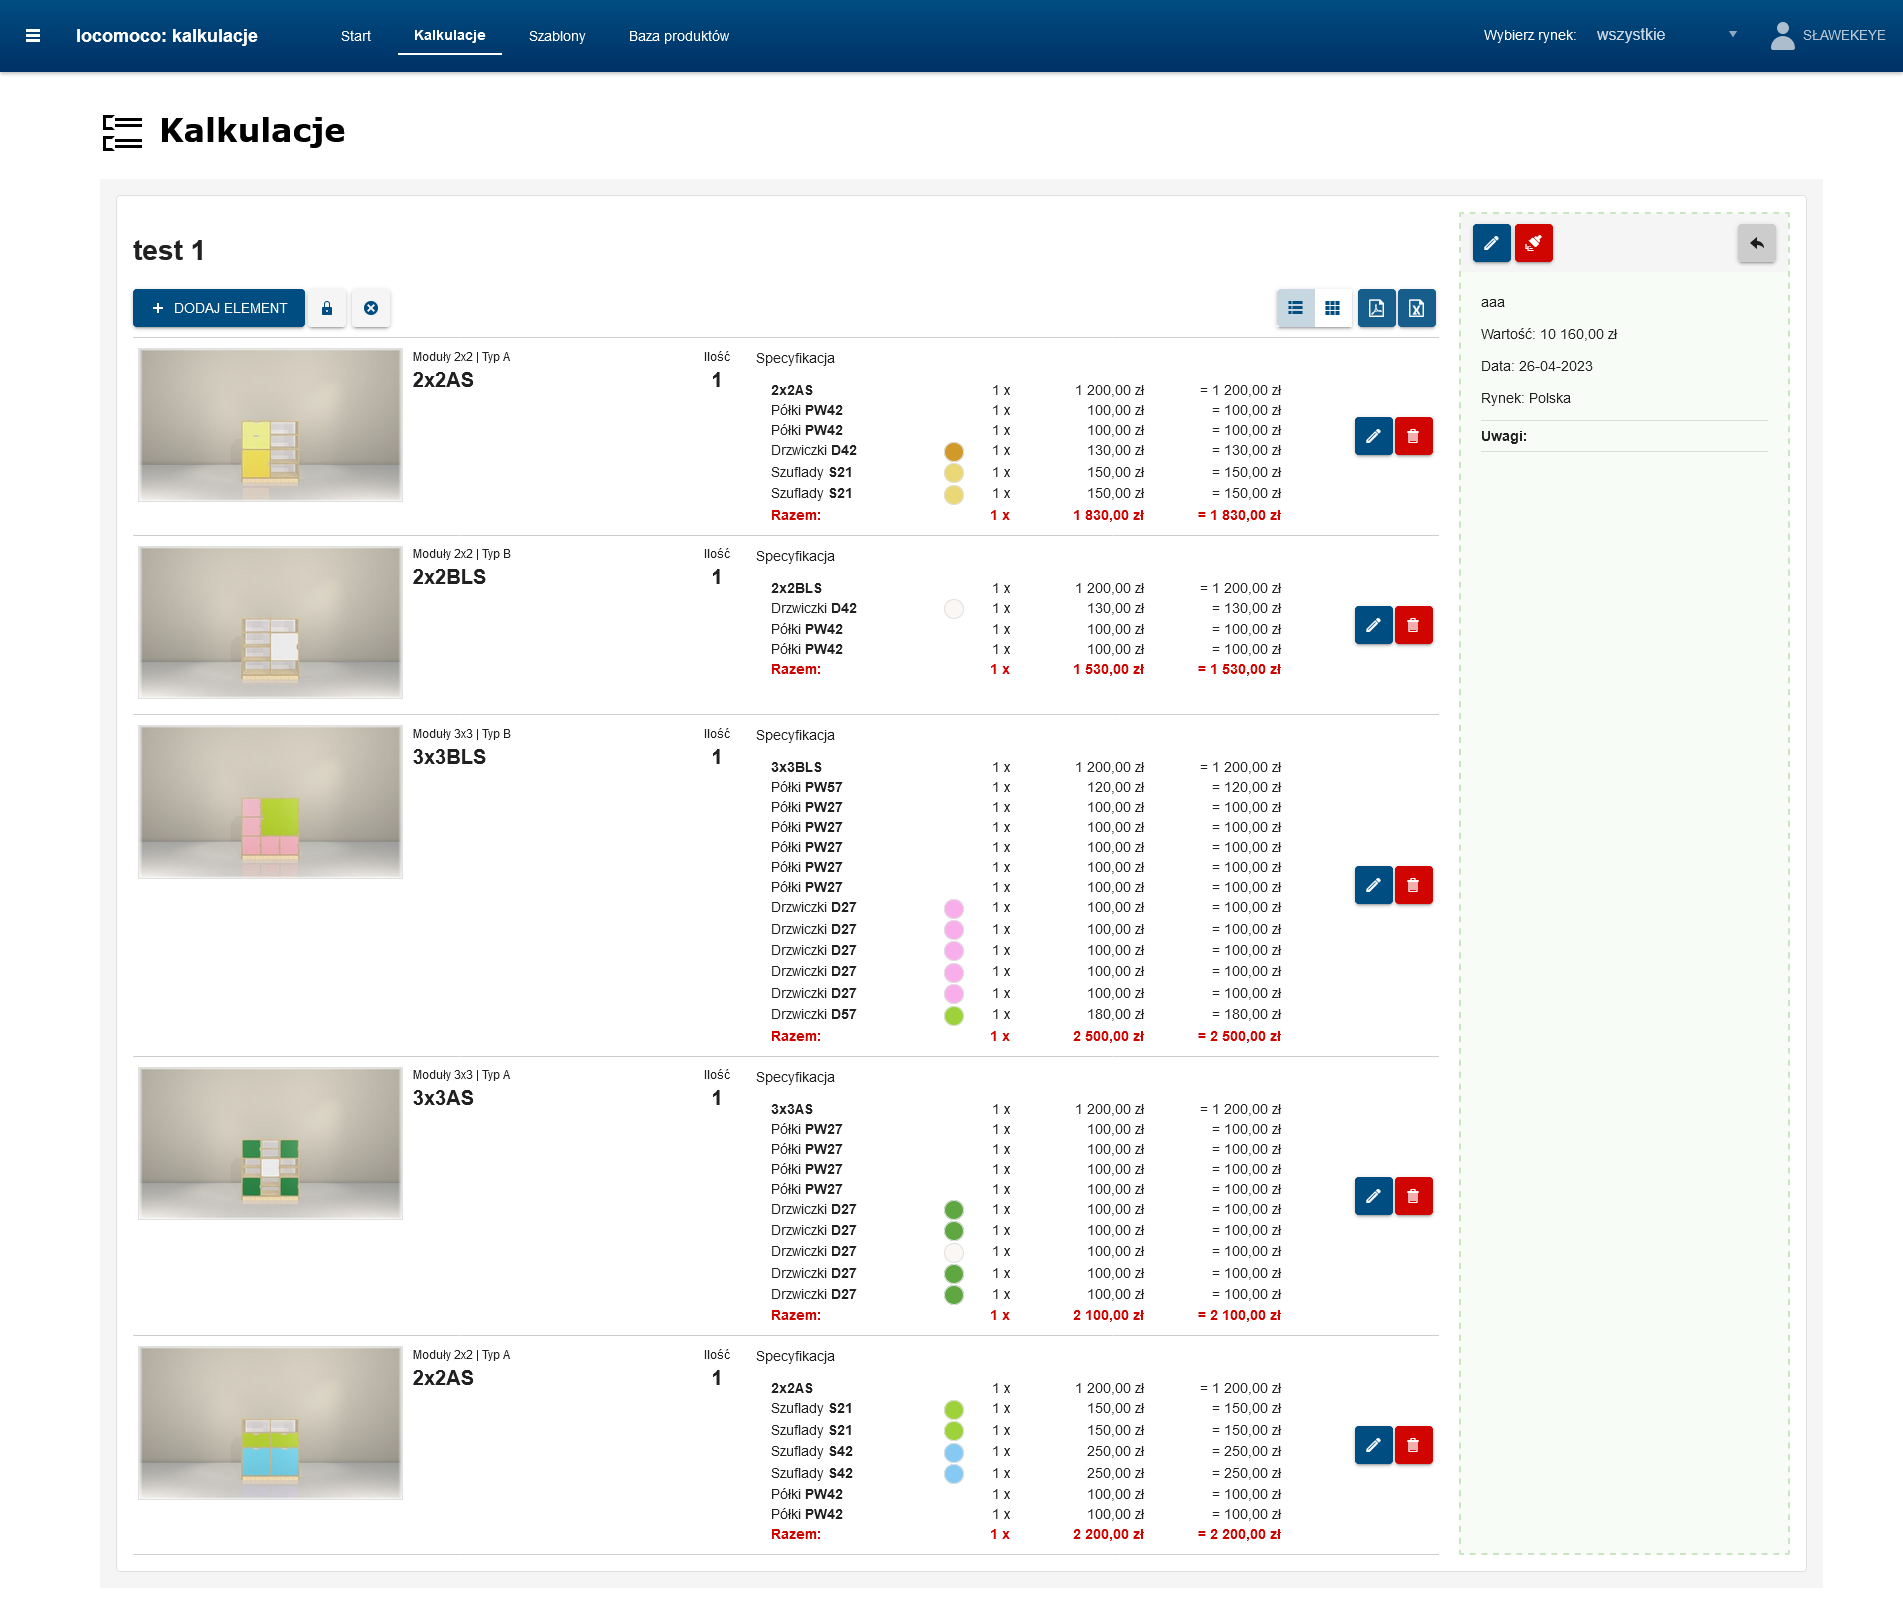 locomoco: kalkulacje Start Kalkulacje Szablony Baza produktów Wybierz rynek: wszystkie SŁAWEKEYE
Kalkulacje
test 1
DODAJ ELEMENT
Moduły 2x2 | Typ A Ilość Specyfikacja
2x2AS 1
2x2AS 1 x 1 200,00 zł = 1 200,00 zł
Półki PW42 1 x 100,00 zł = 100,00 zł
Półki PW42 1 x 100,00 zł = 100,00 zł
Drzwiczki D42 1 x 130,00 zł = 130,00 zł
Szuflady S21 1 x 150,00 zł = 150,00 zł
Szuflady S21 1 x 150,00 zł = 150,00 zł
Razem: 1 x 1 830,00 zł = 1 830,00 zł
Moduły 2x2 | Typ B Ilość Specyfikacja
2x2BLS 1
2x2BLS 1 x 1 200,00 zł = 1 200,00 zł
Drzwiczki D42 1 x 130,00 zł = 130,00 zł
Półki PW42 1 x 100,00 zł = 100,00 zł
Półki PW42 1 x 100,00 zł = 100,00 zł
Razem: 1 x 1 530,00 zł = 1 530,00 zł
Moduły 3x3 | Typ B Ilość Specyfikacja
3x3BLS 1
3x3BLS 1 x 1 200,00 zł = 1 200,00 zł
Półki PW57 1 x 120,00 zł = 120,00 zł
Półki PW27 1 x 100,00 zł = 100,00 zł
Półki PW27 1 x 100,00 zł = 100,00 zł
Półki PW27 1 x 100,00 zł = 100,00 zł
Półki PW27 1 x 100,00 zł = 100,00 zł
Półki PW27 1 x 100,00 zł = 100,00 zł
Drzwiczki D27 1 x 100,00 zł = 100,00 zł
Drzwiczki D27 1 x 100,00 zł = 100,00 zł
Drzwiczki D27 1 x 100,00 zł = 100,00 zł
Drzwiczki D27 1 x 100,00 zł = 100,00 zł
Drzwiczki D27 1 x 100,00 zł = 100,00 zł
Drzwiczki D57 1 x 180,00 zł = 180,00 zł
Razem: 1 x 2 500,00 zł = 2 500,00 zł
Moduły 3x3 | Typ A Ilość Specyfikacja
3x3AS 1
3x3AS 1 x 1 200,00 zł = 1 200,00 zł
Półki PW27 1 x 100,00 zł = 100,00 zł
Półki PW27 1 x 100,00 zł = 100,00 zł
Półki PW27 1 x 100,00 zł = 100,00 zł
Półki PW27 1 x 100,00 zł = 100,00 zł
Drzwiczki D27 1 x 100,00 zł = 100,00 zł
Drzwiczki D27 1 x 100,00 zł = 100,00 zł
Drzwiczki D27 1 x 100,00 zł = 100,00 zł
Drzwiczki D27 1 x 100,00 zł = 100,00 zł
Drzwiczki D27 1 x 100,00 zł = 100,00 zł
Razem: 1 x 2 100,00 zł = 2 100,00 zł
Moduły 2x2 | Typ A Ilość Specyfikacja
2x2AS 1
2x2AS 1 x 1 200,00 zł = 1 200,00 zł
Szuflady S21 1 x 150,00 zł = 150,00 zł
Szuflady S21 1 x 150,00 zł = 150,00 zł
Szuflady S42 1 x 250,00 zł = 250,00 zł
Szuflady S42 1 x 250,00 zł = 250,00 zł
Półki PW42 1 x 100,00 zł = 100,00 zł
Półki PW42 1 x 100,00 zł = 100,00 zł
Razem: 1 x 2 200,00 zł = 2 200,00 zł
aaa
Wartość: 10 160,00 zł
Data: 26-04-2023
Rynek: Polska
Uwagi: